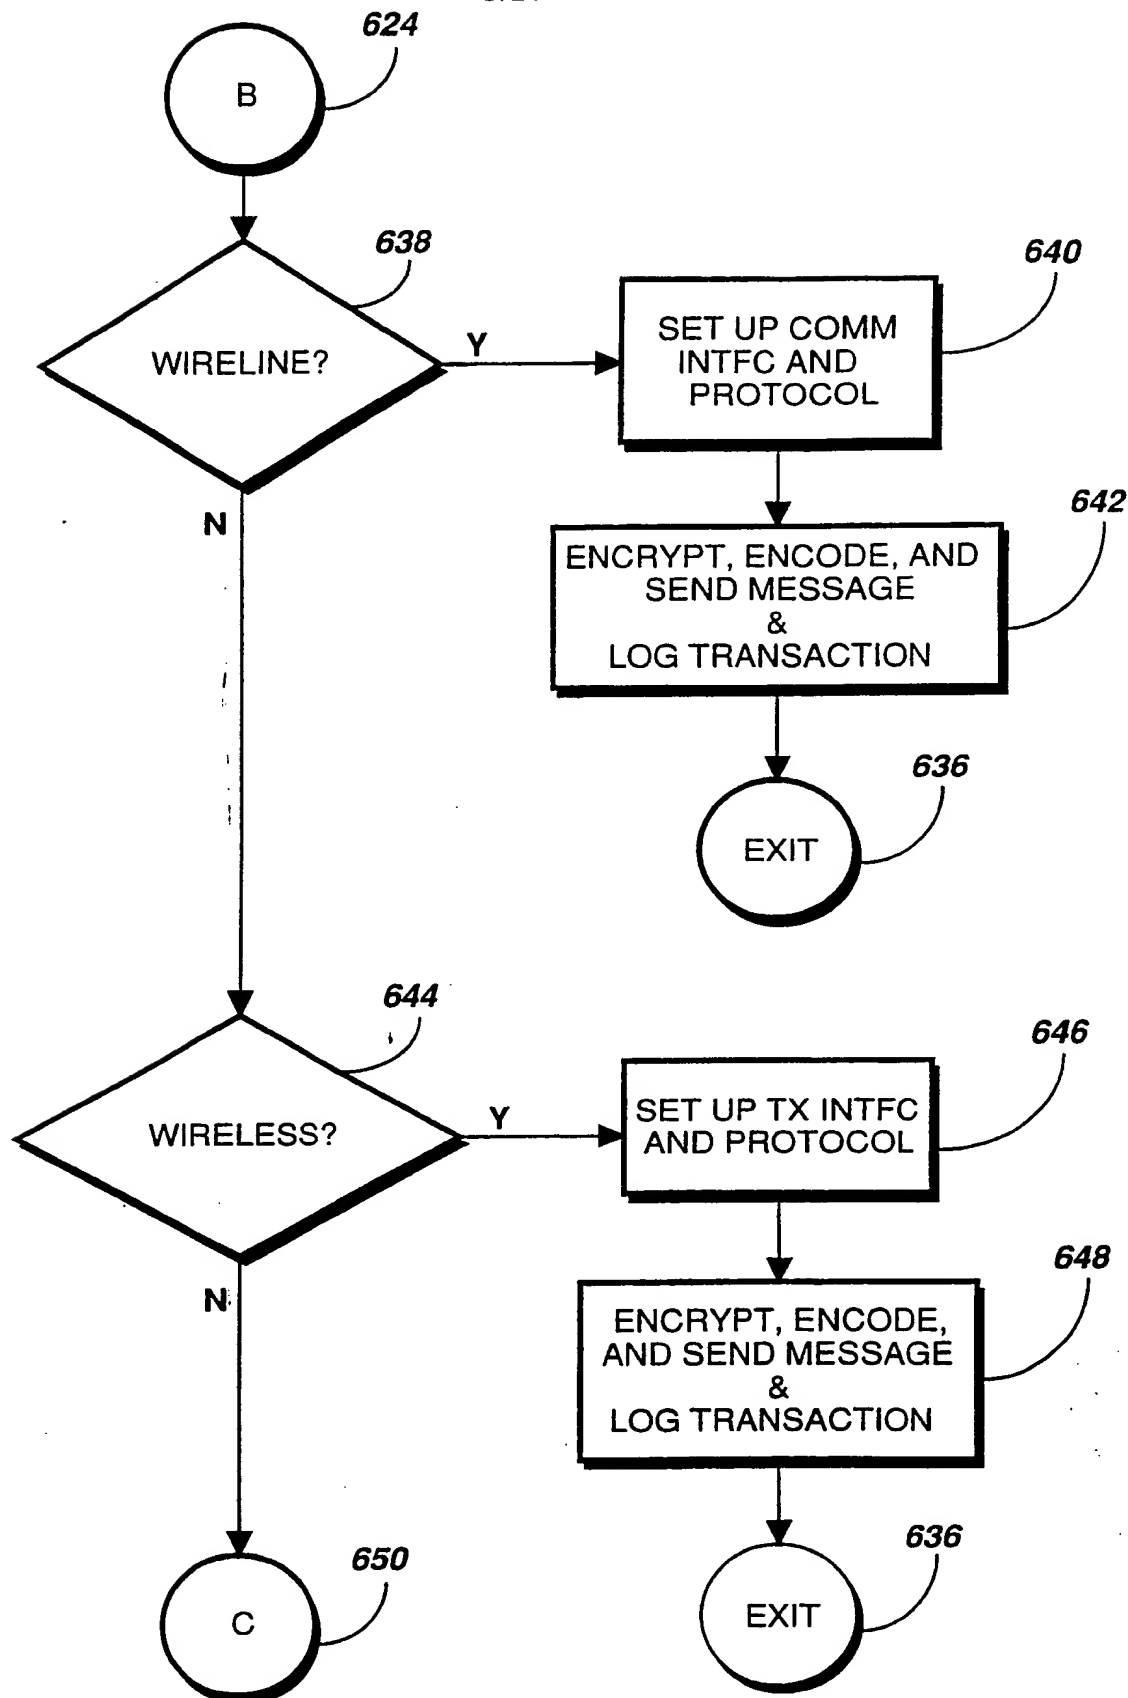 624
B
638
WIRELINE?
Y
N
640
SET UP COMM
INTFC AND
PROTOCOL
642
ENCRYPT, ENCODE, AND
SEND MESSAGE
&
LOG TRANSACTION
636
EXIT
644
WIRELESS?
Y
N
646
SET UP TX INTFC
AND PROTOCOL
648
ENCRYPT, ENCODE,
AND SEND MESSAGE
&
LOG TRANSACTION
636
EXIT
650
C